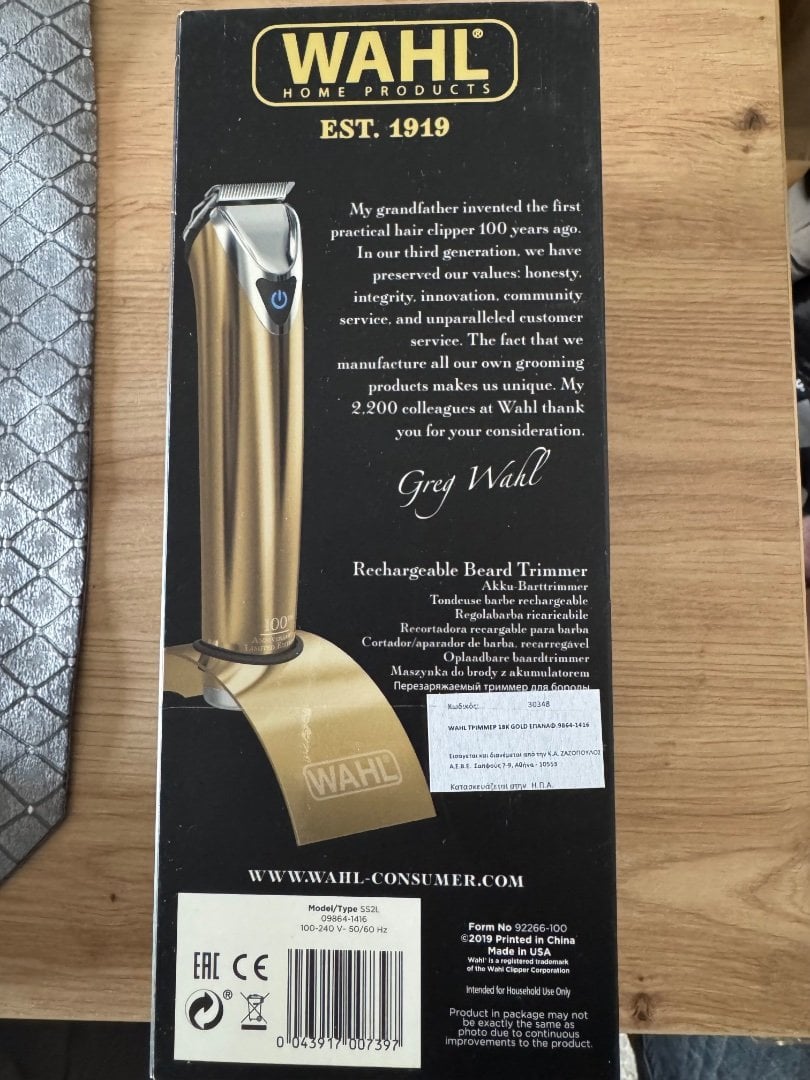 WAHL®
HOME PRODUCTS
EST. 1919
My grandfather invented the first
practical hair clipper 100 years ago.
In our third generation, we have
preserved our values: honesty,
integrity, innovation, community
service, and unparalleled customer
service. The fact that we
manufacture all our own grooming
products makes us unique. My
2,200 colleagues at Wahl thank
you for your consideration.
Greg Wahl
Rechargeable Beard Trimmer
Akku-Barttrimmer
Tondeuse barbe rechargeable
Regolabarba ricaricabile
Recortadora recargable para barba
Cortador/aparador de barba, recarregável
Oplaadbare baardtrimmer
Maszynka do brody z akumulatorem
Перезаряжаемый триммер для бороды
100
Anniversary
Limited Edition
WAHL
Κωδικός: 30348
WAHL ΤΡΙΜΜΕΡ 18K GOLD ΕΠΑΝΑΦ.9864-1416
Εισάγεται και διανέμεται από την Κ.Α. ΖΑΖΟΠΟΥΛΟΣ
Α.Ε.Β.Ε. Σαπφούς 7-9, Αθήνα - 10553
Κατασκευάζεται στην Η.Π.Α.
WWW.WAHL-CONSUMER.COM
Model/Type SS2L
09864-1416
100-240 V~ 50/60 Hz
EAC CE
®
0 043917 007397
Form No 92266-100
©2019 Printed in China
Made in USA
Wahl® is a registered trademark
of the Wahl Clipper Corporation
Intended for Household Use Only
Product in package may not
be exactly the same as
photo due to continuous
improvements to the product.